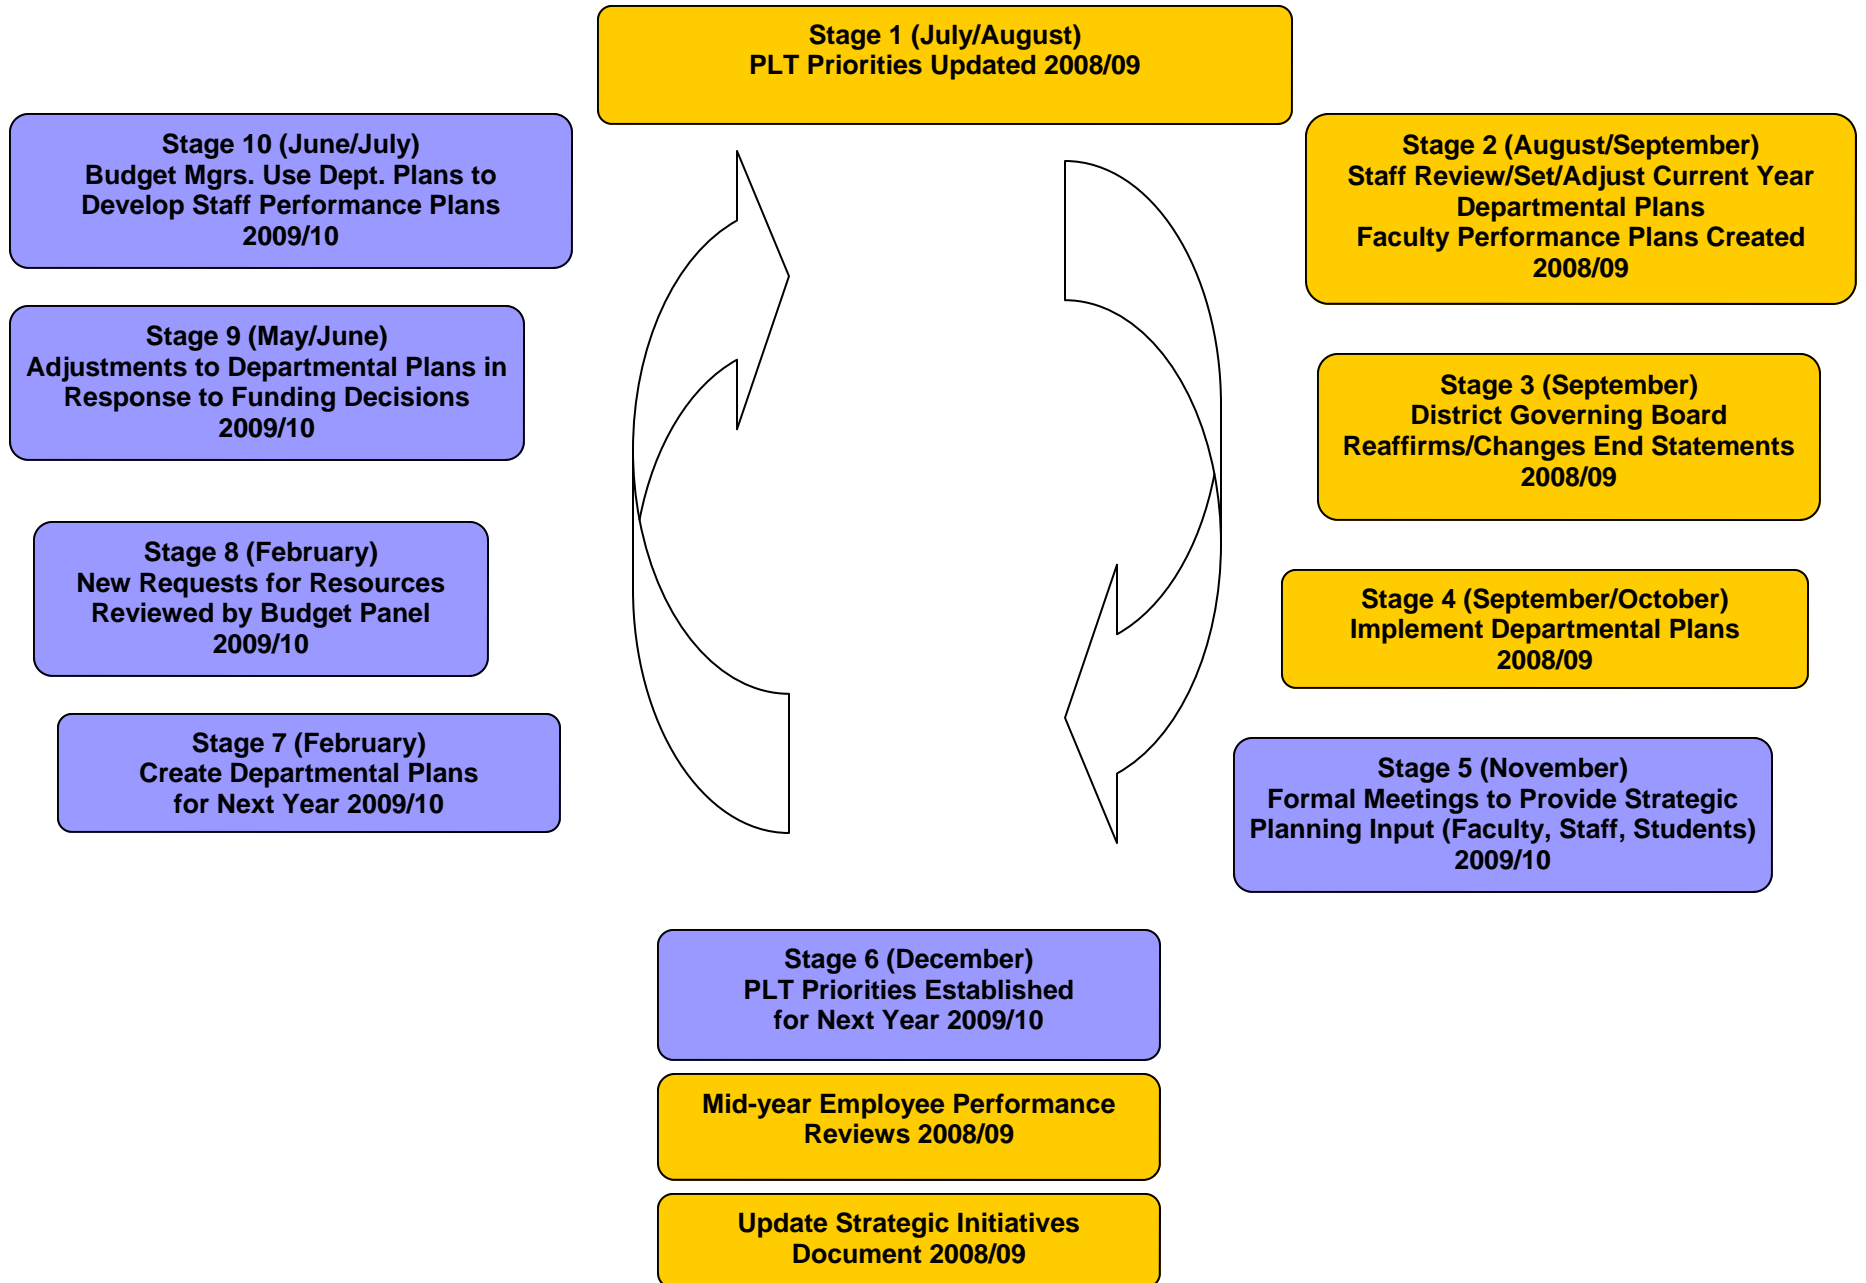 Stage 1 (July/August)
PLT Priorities Updated 2008/09
Stage 2 (August/September)
Staff Review/Set/Adjust Current Year
Departmental Plans
Faculty Performance Plans Created
2008/09
Stage 3 (September)
District Governing Board
Reaffirms/Changes End Statements
2008/09
Stage 4 (September/October)
Implement Departmental Plans
2008/09
Stage 5 (November)
Formal Meetings to Provide Strategic
Planning Input (Faculty, Staff, Students)
2009/10
Stage 6 (December)
PLT Priorities Established
for Next Year 2009/10
Mid-year Employee Performance
Reviews 2008/09
Update Strategic Initiatives
Document 2008/09
Stage 7 (February)
Create Departmental Plans
for Next Year 2009/10
Stage 8 (February)
New Requests for Resources
Reviewed by Budget Panel
2009/10
Stage 9 (May/June)
Adjustments to Departmental Plans in
Response to Funding Decisions
2009/10
Stage 10 (June/July)
Budget Mgrs. Use Dept. Plans to
Develop Staff Performance Plans
2009/10